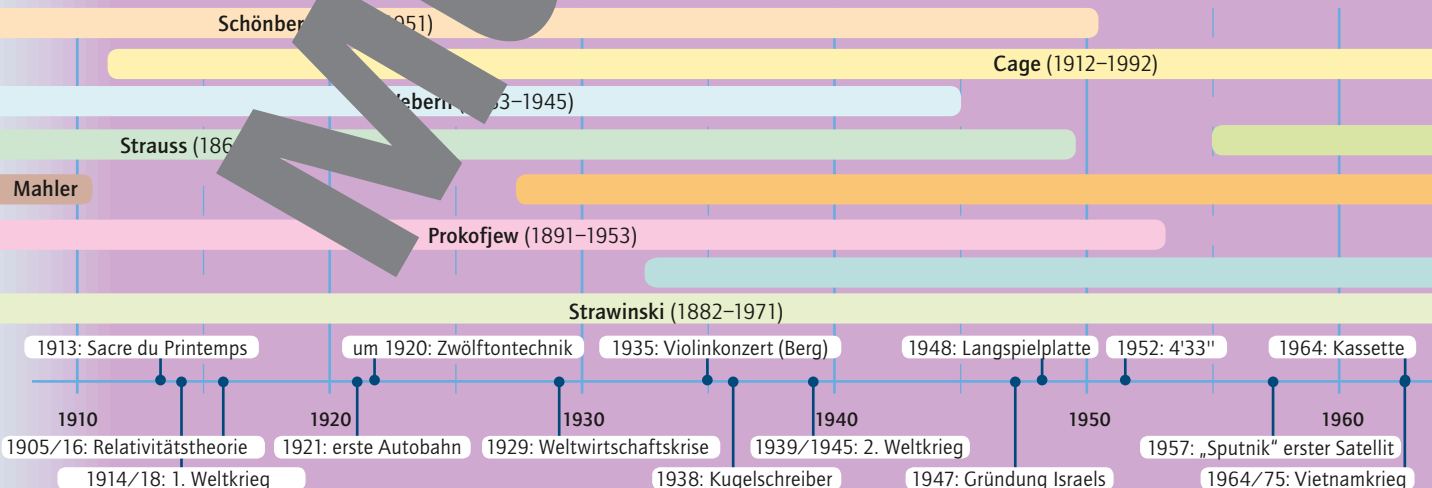 Schönber 951)
Cage (1912–1992)
ebern ( 3–1945)
Strauss (186
Mahler
Prokofjew (1891–1953)
Strawinski (1882–1971)
1913: Sacre du Printemps um 1920: Zwölftontechnik 1935: Violinkonzert (Berg) 1948: Langspielplatte 1952: 4'33'' 1964: Kassette
1910 1920 1930 1940 1950 1960
1905/16: Relativitätstheorie 1921: erste Autobahn 1929: Weltwirtschaftskrise 1939/1945: 2. Weltkrieg 1957: „Sputnik“ erster Satellit
1914/18: 1. Weltkrieg 1938: Kugelschreiber 1947: Gründung Israels 1964/75: Vietnamkrieg